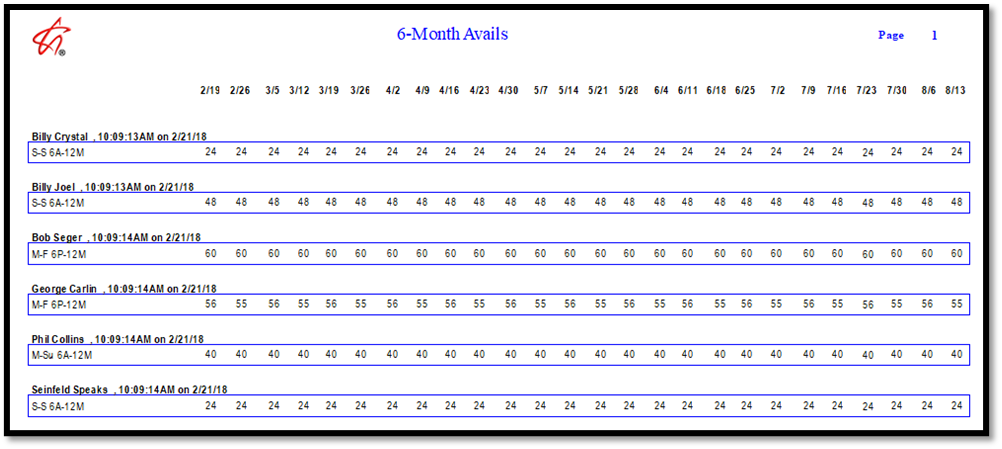 6-Month Avails Page 1
®
2/19 2/26 3/5 3/12 3/19 3/26 4/2 4/9 4/16 4/23 4/30 5/7 5/14 5/21 5/28 6/4 6/11 6/18 6/25 7/2 7/9 7/16 7/23 7/30 8/6 8/13
Billy Crystal , 10:09:13AM on 2/21/18
S-S 6A-12M 24 24 24 24 24 24 24 24 24 24 24 24 24 24 24 24 24 24 24 24 24 24 24 24 24 24
Billy Joel , 10:09:13AM on 2/21/18
S-S 6A-12M 48 48 48 48 48 48 48 48 48 48 48 48 48 48 48 48 48 48 48 48 48 48 48 48 48 48
Bob Seger , 10:09:14AM on 2/21/18
M-F 6P-12M 60 60 60 60 60 60 60 60 60 60 60 60 60 60 60 60 60 60 60 60 60 60 60 60 60 60
George Carlin , 10:09:14AM on 2/21/18
M-F 6P-12M 56 55 55 56 55 55 56 55 55 56 55 55 56 55 56 55 55 56 55 55 56 55 56 55 56 55
Phil Collins , 10:09:14AM on 2/21/18
M-Su 6A-12M 40 40 40 40 40 40 40 40 40 40 40 40 40 40 40 40 40 40 40 40 40 40 40 40 40 40
Seinfeld Speaks , 10:09:14AM on 2/21/18
S-S 6A-12M 24 24 24 24 24 24 24 24 24 24 24 24 24 24 24 24 24 24 24 24 24 24 24 24 24 24